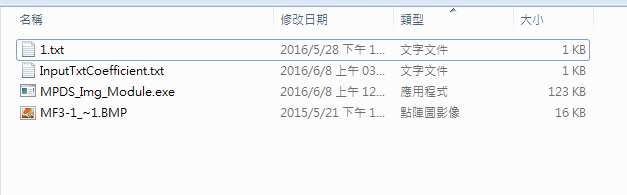 名稱 修改日期 類型 大小
1.txt 2016/5/28 下午 1... 文字文件 1 KB
InputTxtCoefficient.txt 2016/6/8 上午 03... 文字文件 1 KB
MPDS_Img_Module.exe 2016/6/8 上午 12... 應用程式 123 KB
MF3-1_~1.BMP 2015/5/21 下午 1... 點陣圖影像 16 KB